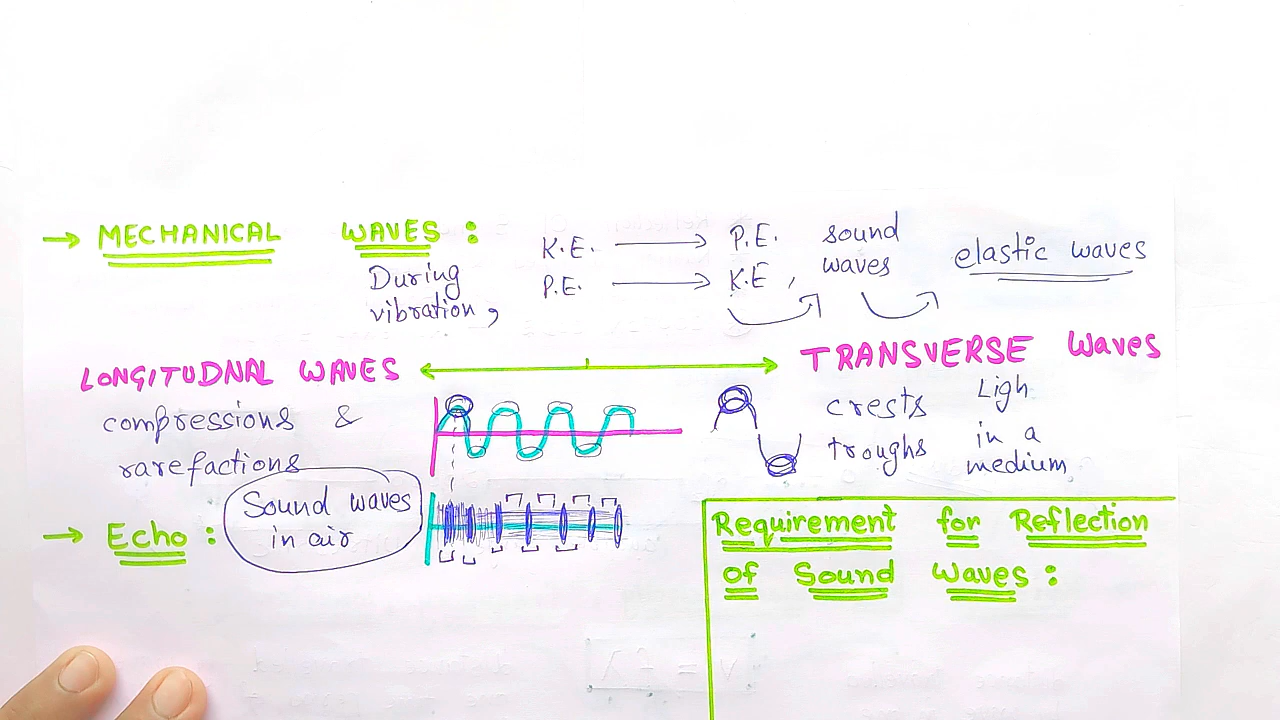 → MECHANICAL WAVES :
During vibration,
K.E. → P.E.
P.E. → K.E ,
sound waves
elastic waves
LONGITUDNAL WAVES
TRANSVERSE Waves
compressions &
rarefactions
crests
troughs
Ligh
in a
medium
Sound waves
in air
→ Echo :
Requirement for Reflection
of Sound Waves :
V = fλ